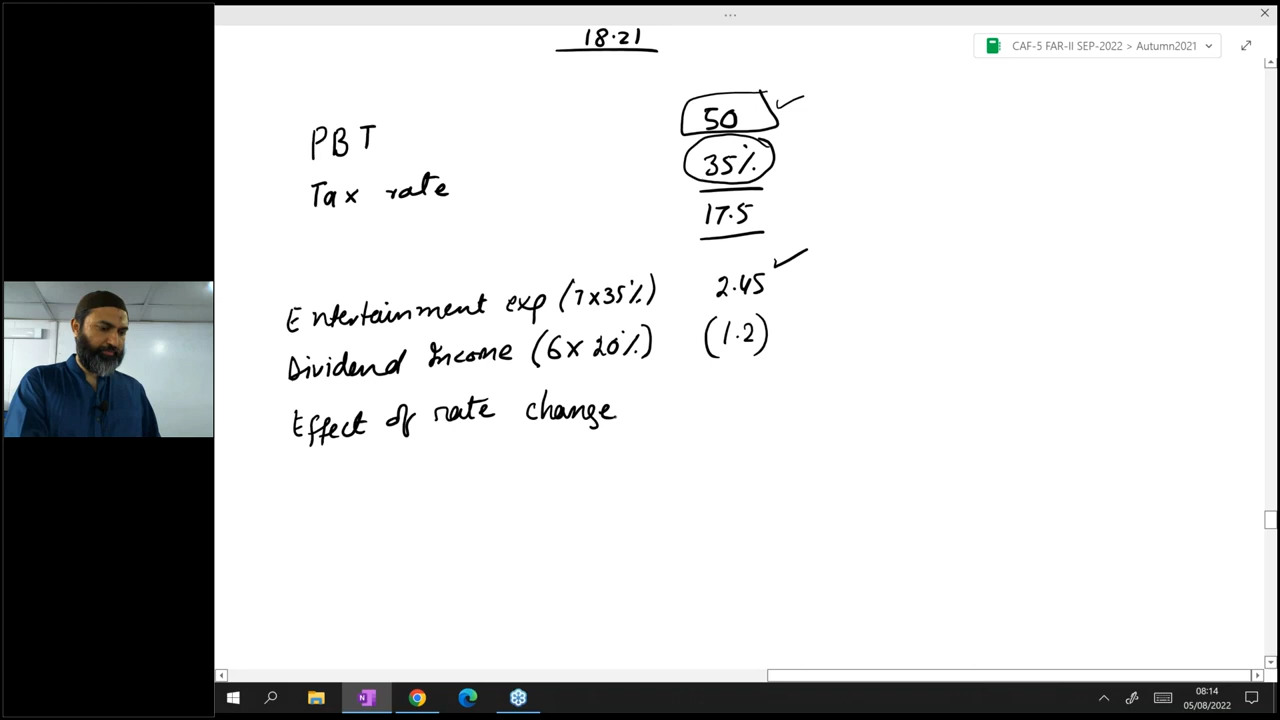 18.21
CAF-5 FAR-II SEP-2022 > Autumn2021
PBT 50
Tax rate 35%
17.5
Entertainment exp (7x35%) 2.45
Dividend Income (6x20%) (1.2)
Effect of rate change
08:14
05/08/2022